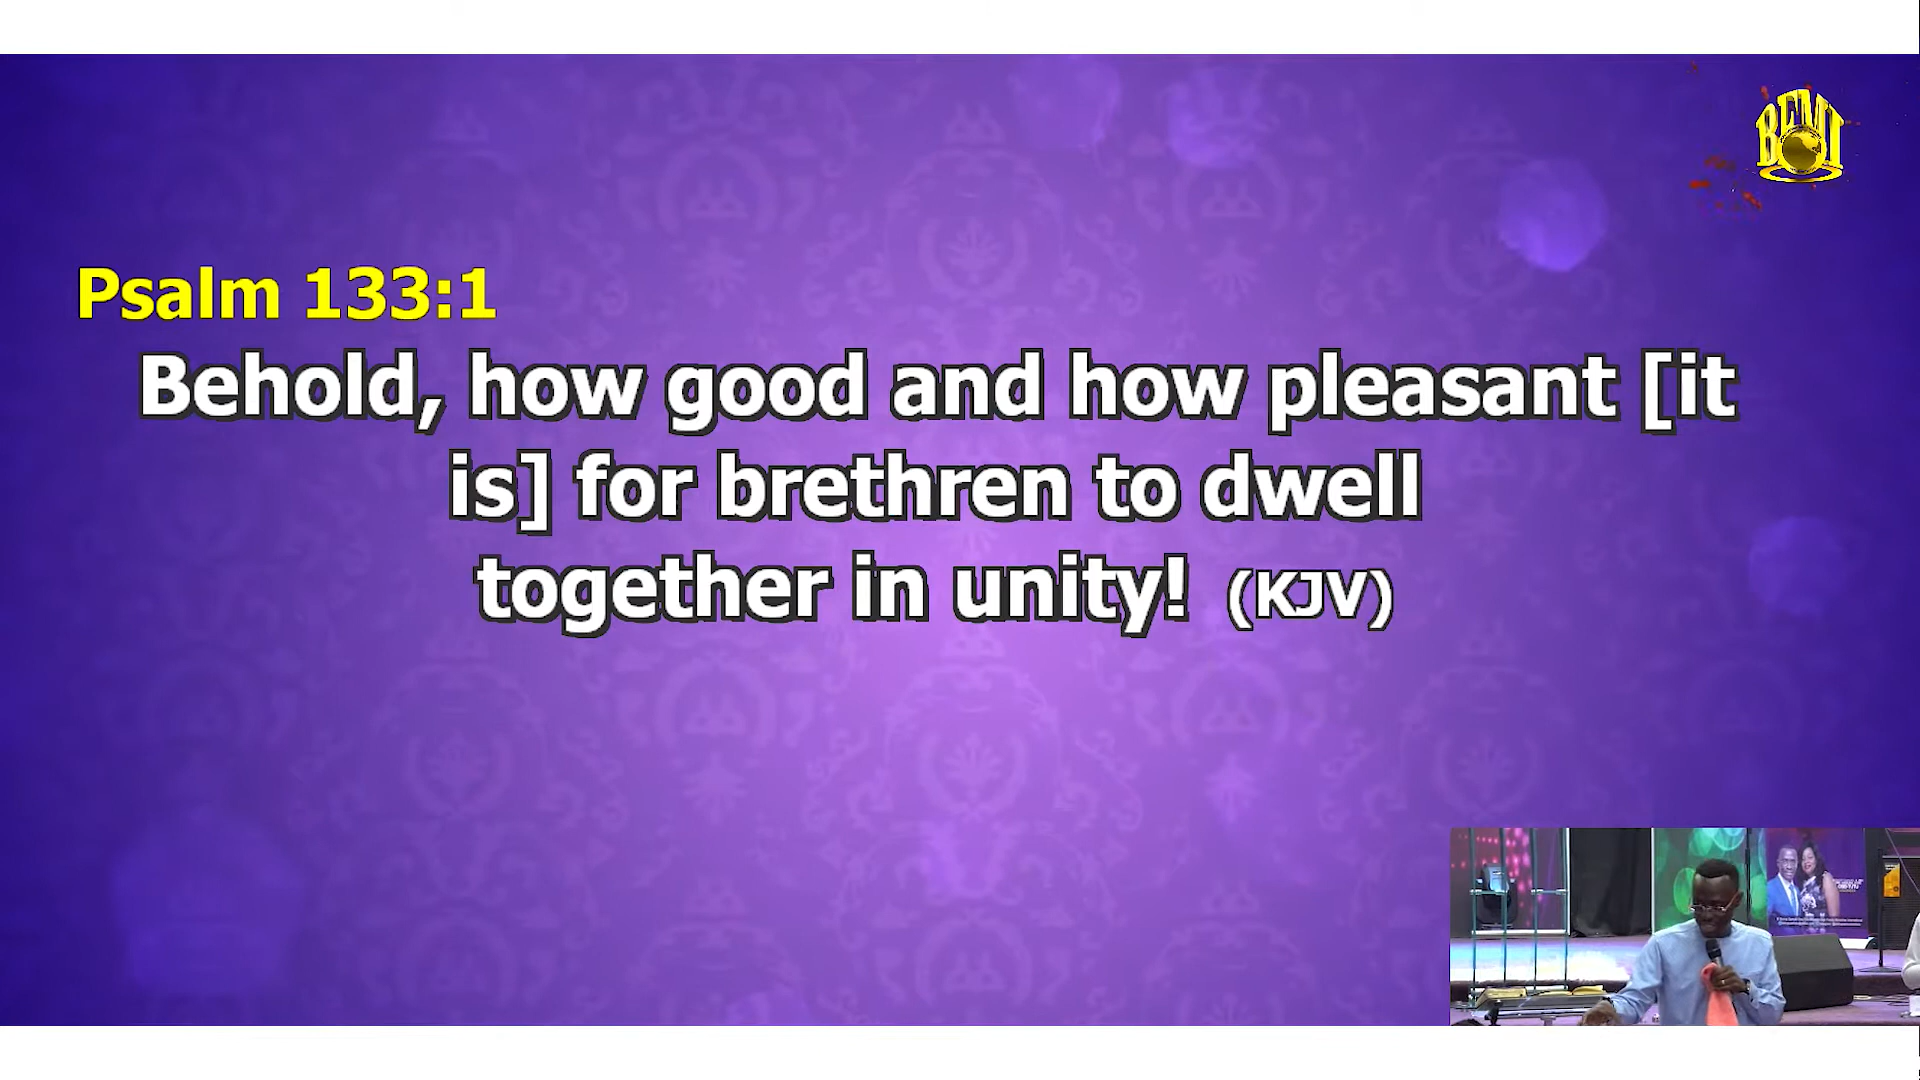 BEMI
Psalm 133:1
Behold, how good and how pleasant [it
is] for brethren to dwell
together in unity! (KJV)